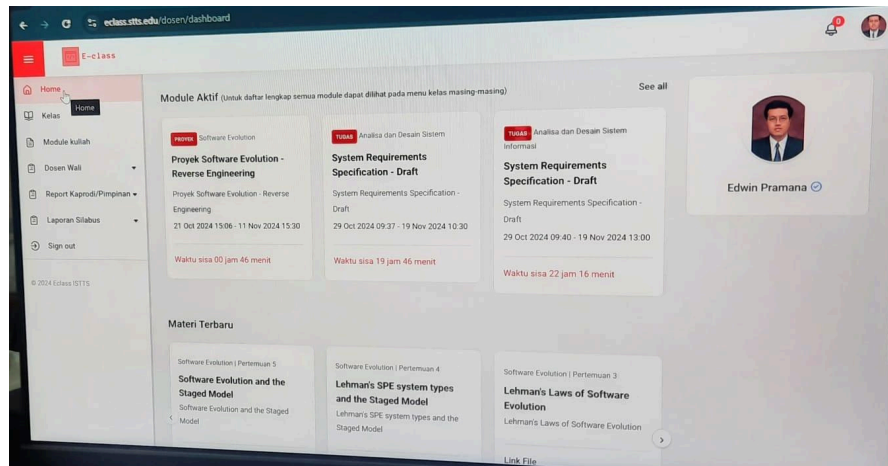 eclass.stts.edu/dosen/dashboard
E-class
0
Home
Home
Kelas
Module kuliah
Dosen Wali
Report Kaprodi/Pimpinan
Laporan Silabus
Sign out
© 2024 Eclass ISTTS
Module Aktif (Untuk daftar lengkap semua module dapat dilihat pada menu kelas masing-masing)
See all
PROYEK Software Evolution
Proyek Software Evolution -
Reverse Engineering
Proyek Software Evolution - Reverse
Engineering
21 Oct 2024 15:06 - 11 Nov 2024 15:30
Waktu sisa 00 jam 46 menit
TUGAS Analisa dan Desain Sistem
System Requirements
Specification - Draft
System Requirements Specification -
Draft
29 Oct 2024 09:37 - 19 Nov 2024 10:30
Waktu sisa 19 jam 46 menit
TUGAS Analisa dan Desain Sistem
Informasi
System Requirements
Specification - Draft
System Requirements Specification -
Draft
29 Oct 2024 09:40 - 19 Nov 2024 13:00
Waktu sisa 22 jam 16 menit
Edwin Pramana
Materi Terbaru
Software Evolution | Pertemuan 5
Software Evolution and the
Staged Model
Software Evolution and the Staged
Model
Software Evolution | Pertemuan 4
Lehman's SPE system types
and the Staged Model
Lehman's SPE system types and the
Staged Model
Software Evolution | Pertemuan 3
Lehman's Laws of Software
Evolution
Lehman's Laws of Software Evolution
Link File